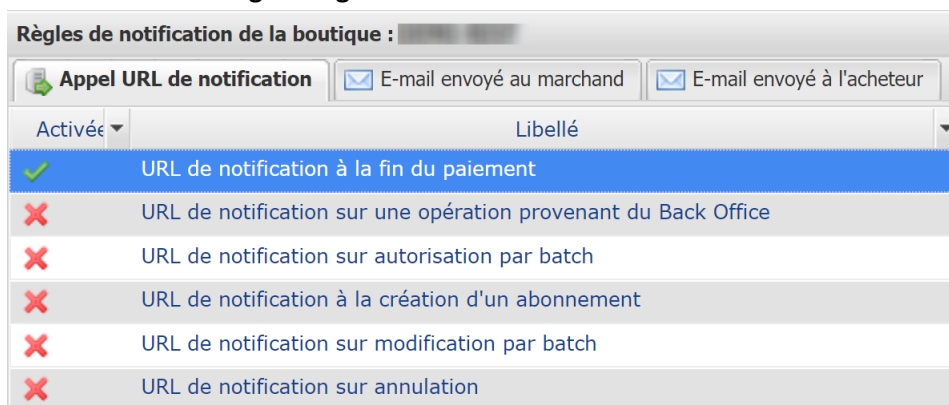 Règles de notification de la boutique :
Appel URL de notification E-mail envoyé au marchand E-mail envoyé à l'acheteur
Activée Libellé
URL de notification à la fin du paiement
URL de notification sur une opération provenant du Back Office
URL de notification sur autorisation par batch
URL de notification à la création d'un abonnement
URL de notification sur modification par batch
URL de notification sur annulation